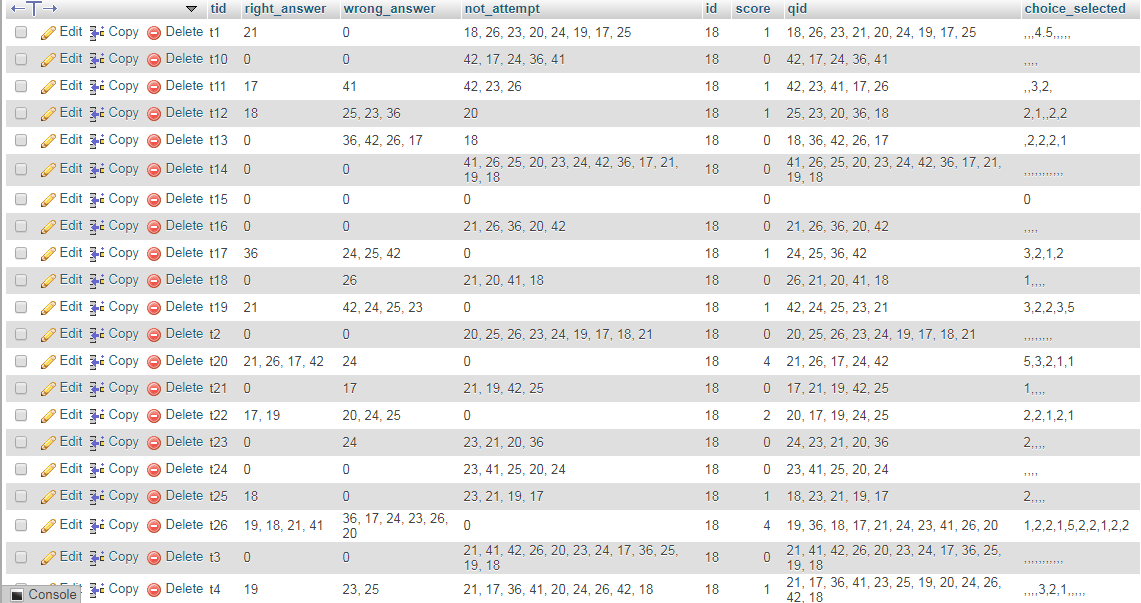 tid right_answer wrong_answer not_attempt id score qid choice_selected
Edit Copy Delete t1 21 0 18, 26, 23, 20, 24, 19, 17, 25 18 1 18, 26, 23, 21, 20, 24, 19, 17, 25 ,,,4.5,,,,,
Edit Copy Delete t10 0 0 42, 17, 24, 36, 41 18 0 42, 17, 24, 36, 41 ,,,,
Edit Copy Delete t11 17 41 42, 23, 26 18 1 42, 23, 41, 17, 26 ,,3,2,
Edit Copy Delete t12 18 25, 23, 36 20 18 1 25, 23, 20, 36, 18 2,1,,2,2
Edit Copy Delete t13 0 36, 42, 26, 17 18 18 0 18, 36, 42, 26, 17 ,2,2,2,1
Edit Copy Delete t14 0 0 41, 26, 25, 20, 23, 24, 42, 36, 17, 21, 18 0 41, 26, 25, 20, 23, 24, 42, 36, 17, 21, ,,,,,,,,,,,
19, 18 19, 18
Edit Copy Delete t15 0 0 0 0 0
Edit Copy Delete t16 0 0 21, 26, 36, 20, 42 18 0 21, 26, 36, 20, 42 ,,,,
Edit Copy Delete t17 36 24, 25, 42 0 18 1 24, 25, 36, 42 3,2,1,2
Edit Copy Delete t18 0 26 21, 20, 41, 18 18 0 26, 21, 20, 41, 18 1,,,,
Edit Copy Delete t19 21 42, 24, 25, 23 0 18 1 42, 24, 25, 23, 21 3,2,2,3,5
Edit Copy Delete t2 0 0 20, 25, 26, 23, 24, 19, 17, 18, 21 18 0 20, 25, 26, 23, 24, 19, 17, 18, 21 ,,,,,,,,
Edit Copy Delete t20 21, 26, 17, 42 24 0 18 4 21, 26, 17, 24, 42 5,3,2,1,1
Edit Copy Delete t21 0 17 21, 19, 42, 25 18 0 17, 21, 19, 42, 25 1,,,,
Edit Copy Delete t22 17, 19 20, 24, 25 0 18 2 20, 17, 19, 24, 25 2,2,1,2,1
Edit Copy Delete t23 0 24 23, 21, 20, 36 18 0 24, 23, 21, 20, 36 2,,,,
Edit Copy Delete t24 0 0 23, 41, 25, 20, 24 18 0 23, 41, 25, 20, 24 ,,,,
Edit Copy Delete t25 18 0 23, 21, 19, 17 18 1 18, 23, 21, 19, 17 2,,,,
Edit Copy Delete t26 19, 18, 21, 41 36, 17, 24, 23, 26, 0 18 4 19, 36, 18, 17, 21, 24, 23, 41, 26, 20 1,2,2,1,5,2,2,1,2,2
20
Edit Copy Delete t3 0 0 21, 41, 42, 26, 20, 23, 24, 17, 36, 25, 18 0 21, 41, 42, 26, 20, 23, 24, 17, 36, 25, ,,,,,,,,,,,
19, 18 19, 18
Edit Copy Delete t4 19 23, 25 21, 17, 36, 41, 20, 24, 26, 42, 18 18 1 21, 17, 36, 41, 23, 25, 19, 20, 24, 26, ,,,,3,2,1,,,,,
42, 18
Console